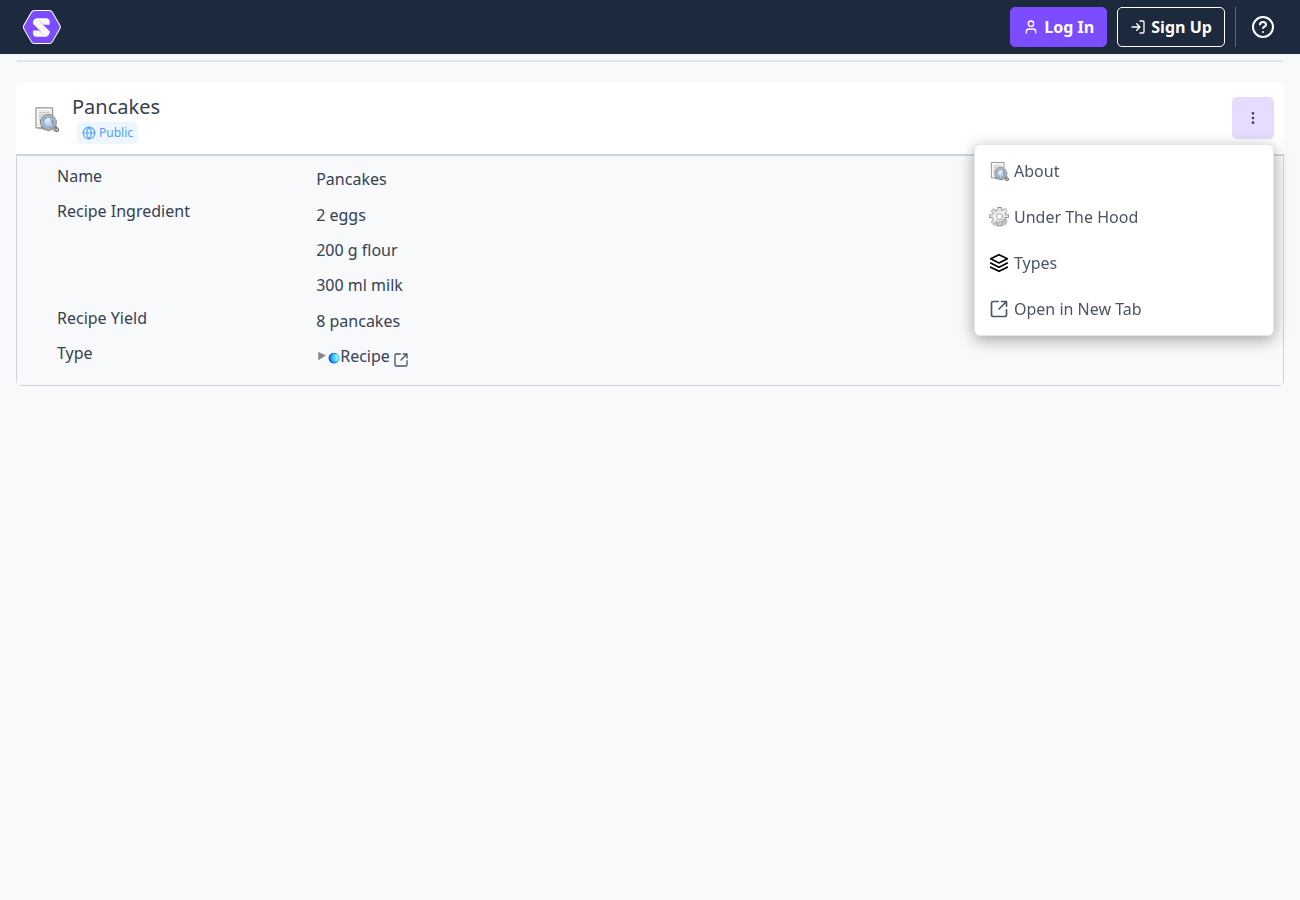 Log In
Sign Up
Pancakes
Public
Name
Pancakes
Recipe Ingredient
2 eggs
200 g flour
300 ml milk
Recipe Yield
8 pancakes
Type
Recipe
About
Under The Hood
Types
Open in New Tab